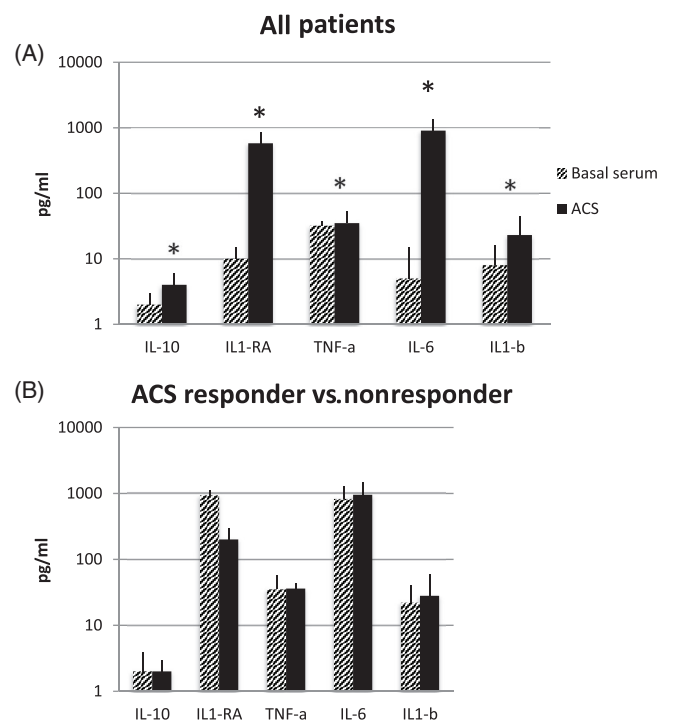 All patients
(A)
10000
1000
100
10
1
pg/ml
*
*
*
*
*
IL-10
IL1-RA
TNF-a
IL-6
IL1-b
Basal serum
ACS
(B)
ACS responder vs.nonresponder
10000
1000
100
10
1
pg/ml
IL-10
IL1-RA
TNF-a
IL-6
IL1-b